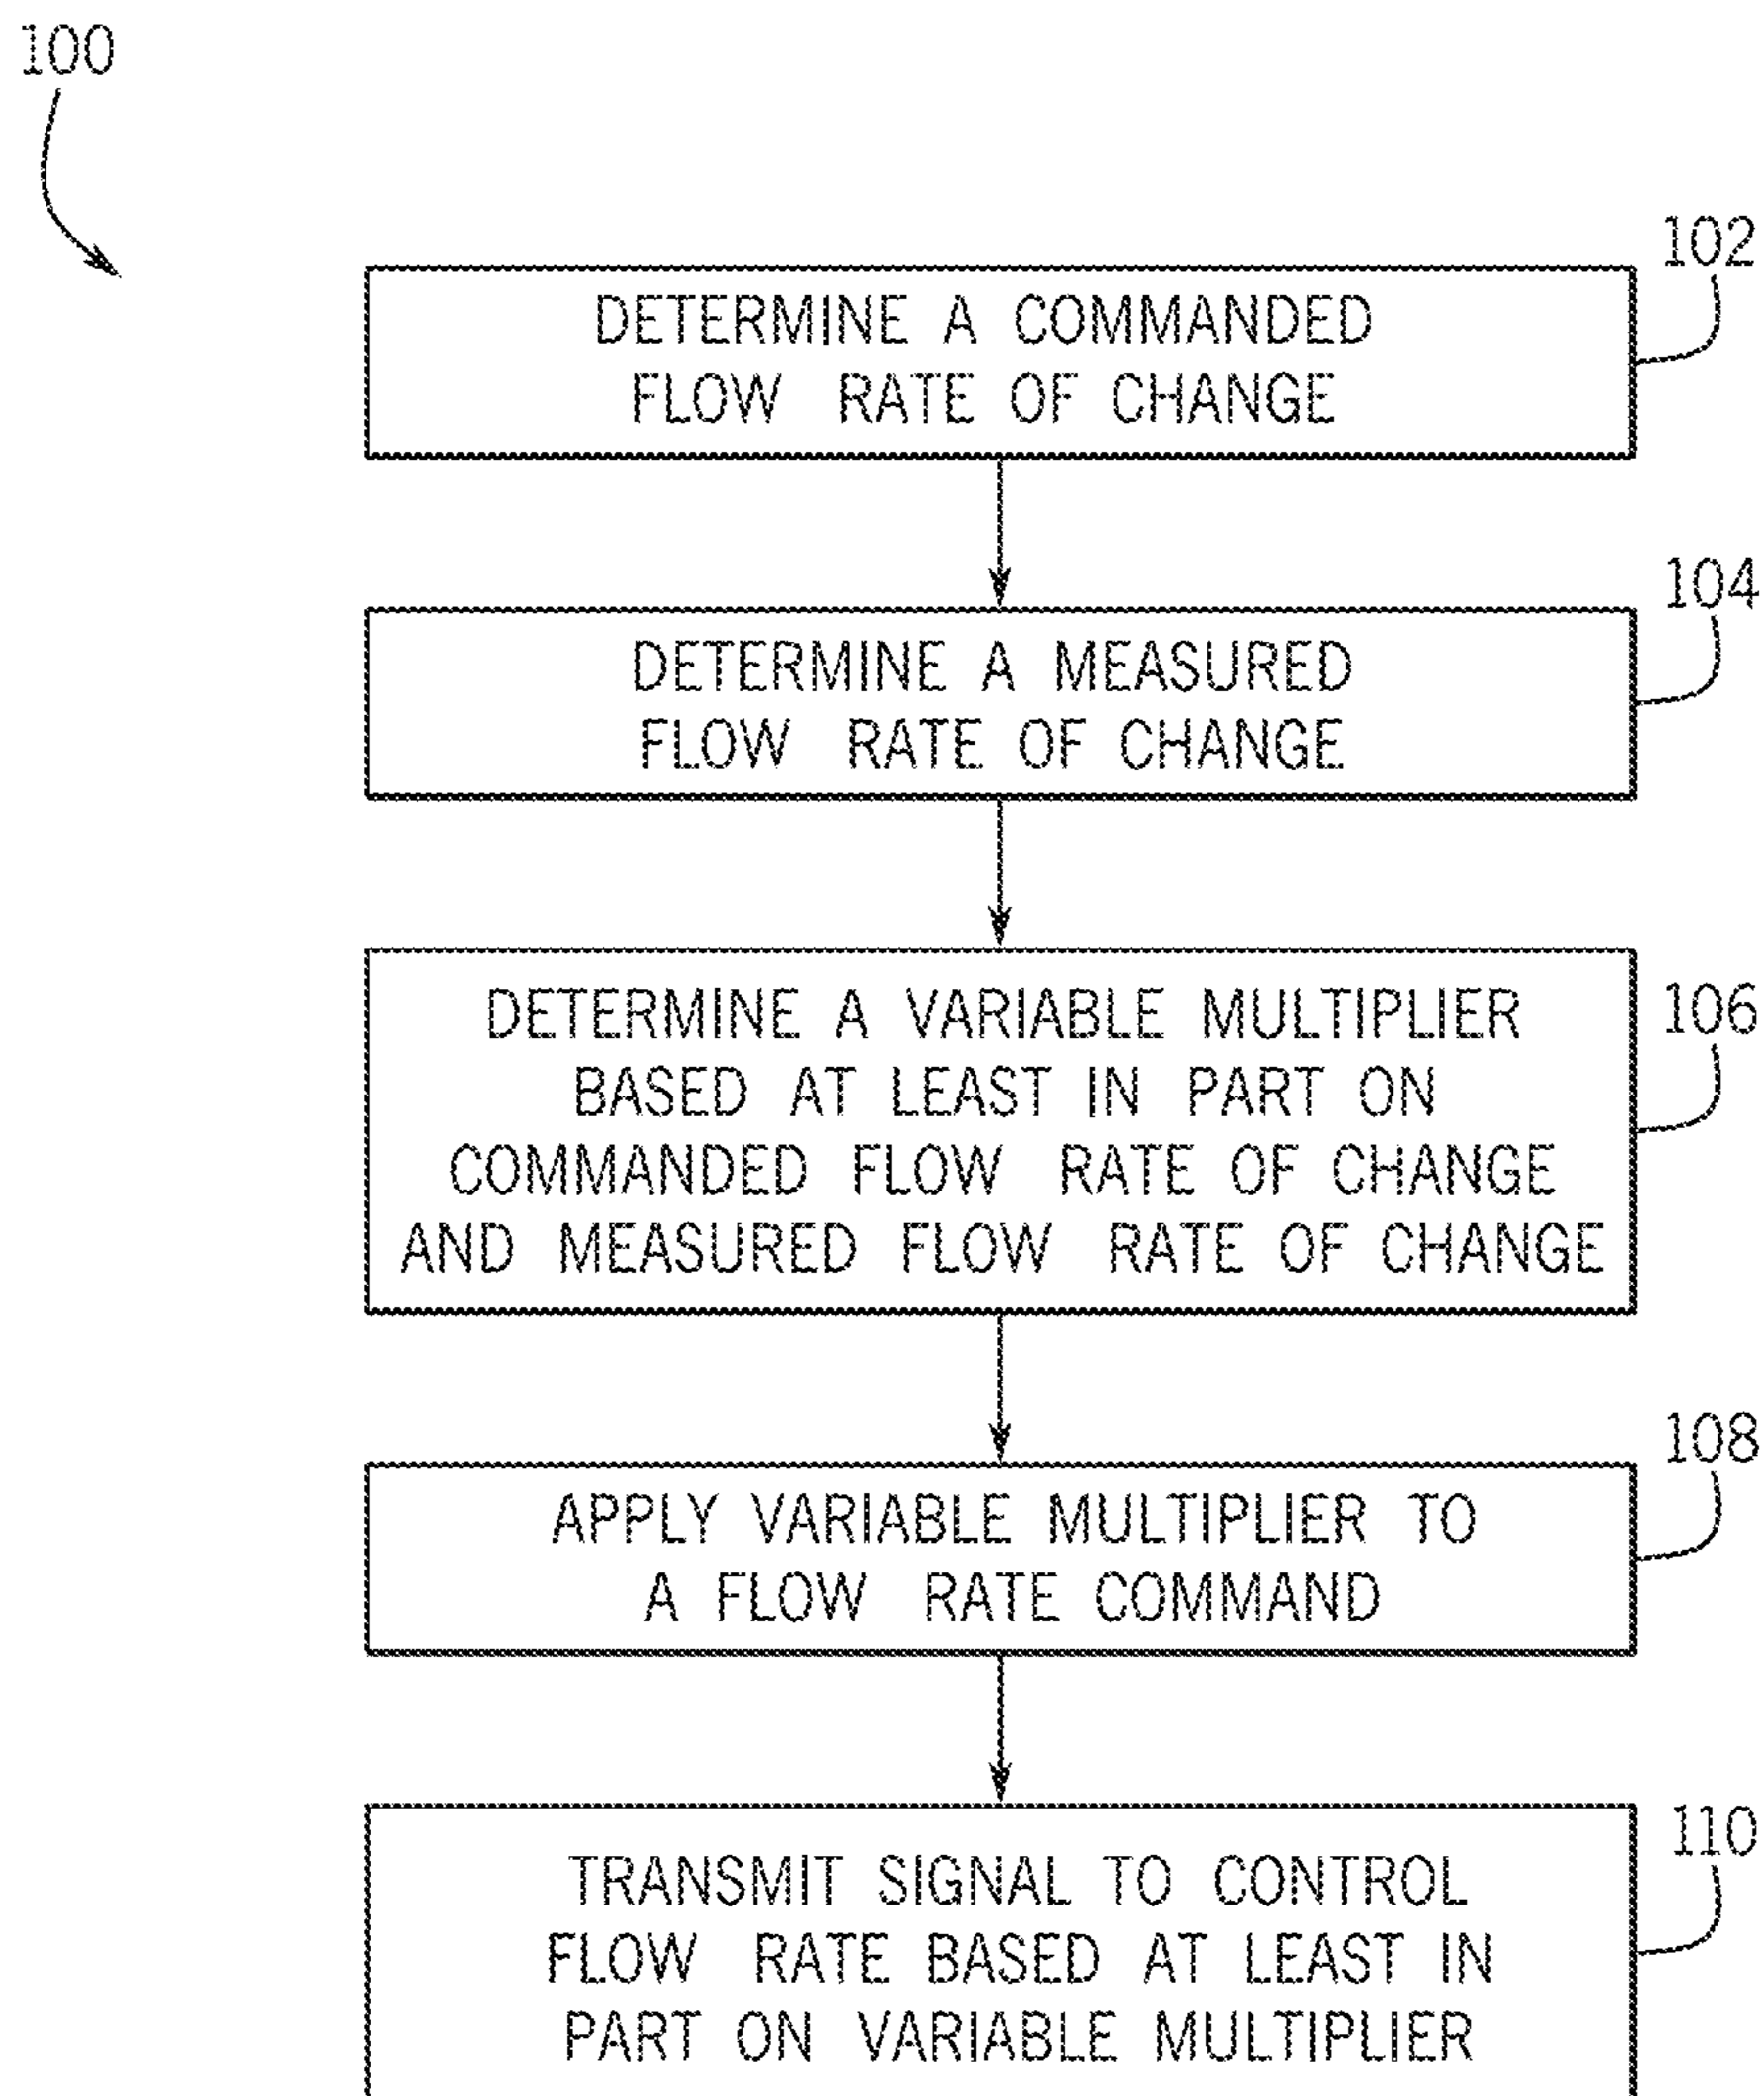 100
102
DETERMINE A COMMANDED
FLOW RATE OF CHANGE
104
DETERMINE A MEASURED
FLOW RATE OF CHANGE
106
DETERMINE A VARIABLE MULTIPLIER
BASED AT LEAST IN PART ON
COMMANDED FLOW RATE OF CHANGE
AND MEASURED FLOW RATE OF CHANGE
108
APPLY VARIABLE MULTIPLIER TO
A FLOW RATE COMMAND
110
TRANSMIT SIGNAL TO CONTROL
FLOW RATE BASED AT LEAST IN
PART ON VARIABLE MULTIPLIER